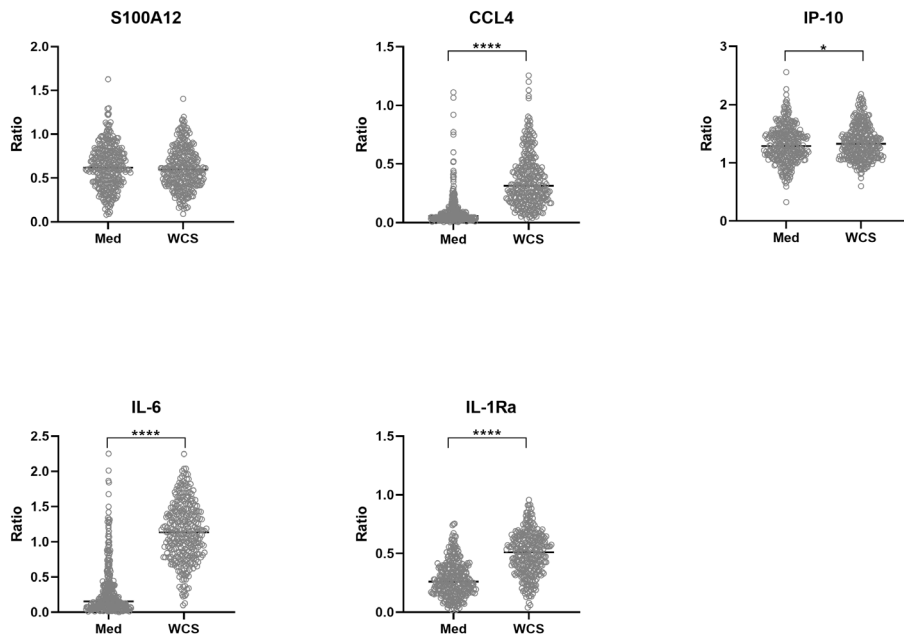 S100A12
2.0
1.5
1.0
0.5
0.0
Ratio
Med WCS
CCL4
1.5
1.0
0.5
0.0
Ratio
****
Med WCS
IP-10
3
2
1
0
Ratio
*
Med WCS
IL-6
2.5
2.0
1.5
1.0
0.5
0.0
Ratio
****
Med WCS
IL-1Ra
1.5
1.0
0.5
0.0
Ratio
****
Med WCS